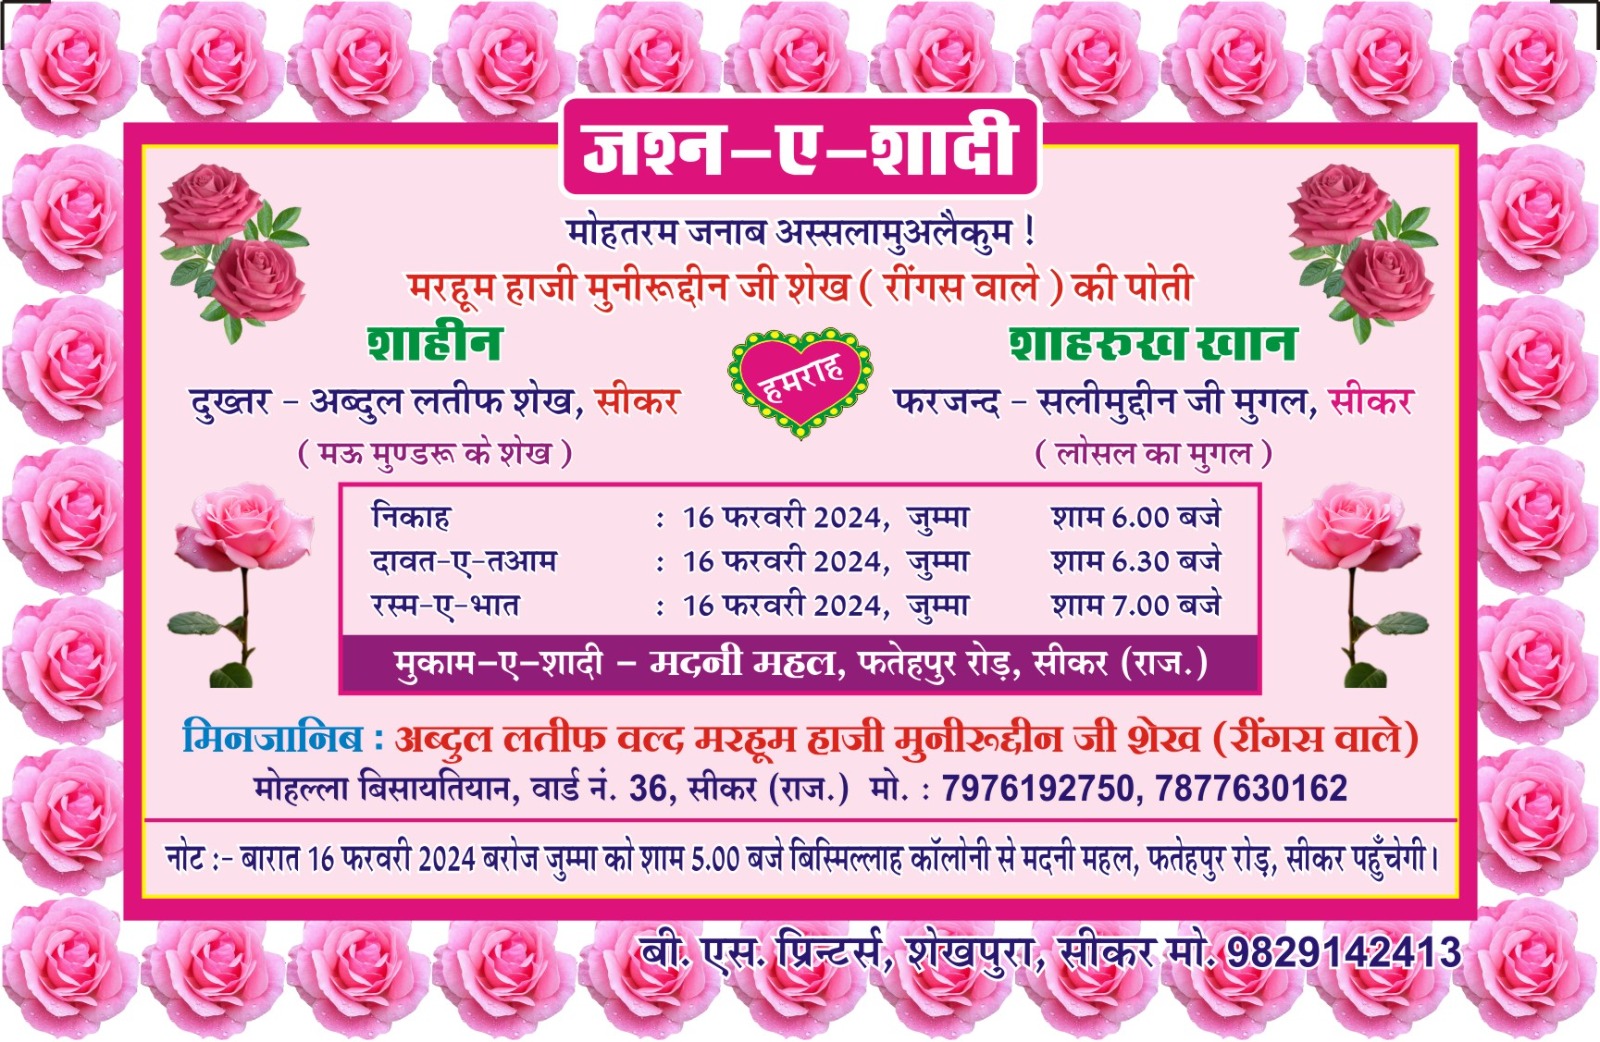 जश्न-ए-शादी
मोहतरम जनाब अस्सलामुअलैकुम !
मरहूम हाजी मुनीरूद्दीन जी शेख ( रींगस वाले ) की पोती
शाहीन
दुख्तर - अब्दुल लतीफ शेख, सीकर
( मऊ मुण्डरू के शेख )
हमराह
शाहरुख खान
फरजन्द - सलीमुद्दीन जी मुगल, सीकर
( लोसल का मुगल )
निकाह : 16 फरवरी 2024, जुम्मा शाम 6.00 बजे
दावत-ए-तआम : 16 फरवरी 2024, जुम्मा शाम 6.30 बजे
रस्म-ए-भात : 16 फरवरी 2024, जुम्मा शाम 7.00 बजे
मुकाम-ए-शादी - मदनी महल, फतेहपुर रोड़, सीकर (राज.)
मिनजानिब : अब्दुल लतीफ वल्द मरहूम हाजी मुनीरूद्दीन जी शेख (रींगस वाले)
मोहल्ला बिसायतियान, वार्ड नं. 36, सीकर (राज.) मो. : 7976192750, 7877630162
नोट :- बारात 16 फरवरी 2024 बरोज जुम्मा को शाम 5.00 बजे बिस्मिल्लाह कॉलोनी से मदनी महल, फतेहपुर रोड़, सीकर पहुँचेगी।
बी. एस. प्रिन्टर्स, शेखपुरा, सीकर मो. 9829142413